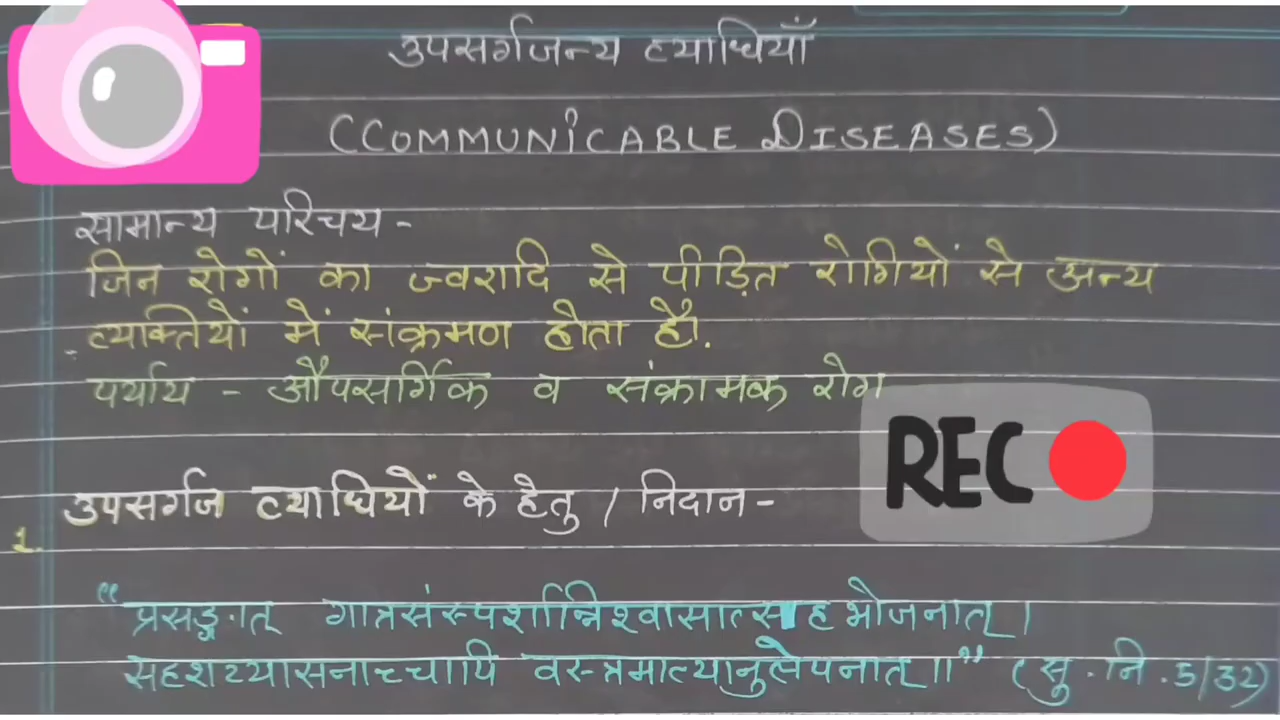 उपसर्गजन्य व्याधियाँ
(COMMUNICABLE DISEASES)
सामान्य परिचय -
जिन रोगों का ज्वरादि से पीड़ित रोगियों से अन्य
व्यक्तियों में संक्रमण होता है।.
पर्याय - औपसर्गिक व संक्रामक रोग
REC
उपसर्गज व्याधियों के हेतु / निदान -
1.
“प्रसङ्गात् गात्रसंस्पर्शान्निश्वासात्सहभोजनात्।
सहशय्यासनाच्चापि वस्त्रमाल्यानुलेपनात्॥” (सु. नि. 5/32)